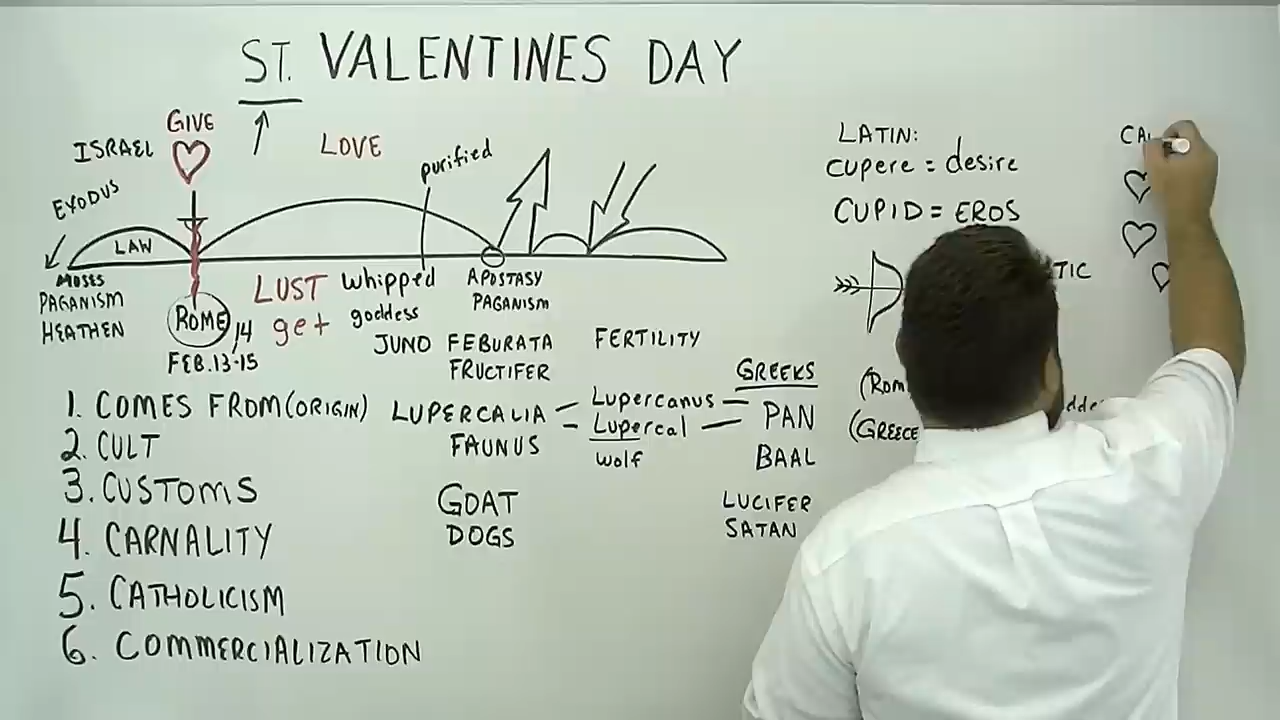 ST. VALENTINES DAY
ISRAEL
GIVE
LOVE
EXODUS
purified
LAW
MOSES
PAGANISM
HEATHEN
ROME
14
FEB. 13-15
LUST
get
whipped
goddess
APOSTASY
PAGANISM
JUNO FEBURATA
FRUCTIFER
FERTILITY
1. COMES FROM (ORIGIN)
2. CULT
3. CUSTOMS
4. CARNALITY
5. CATHOLICISM
6. COMMERCIALIZATION
LUPERCALIA
FAUNUS
Lupercanus
Lupercal
wolf
GREEKS
PAN
BAAL
GOAT
DOGS
LUCIFER
SATAN
LATIN:
cupere = desire
CUPID = EROS